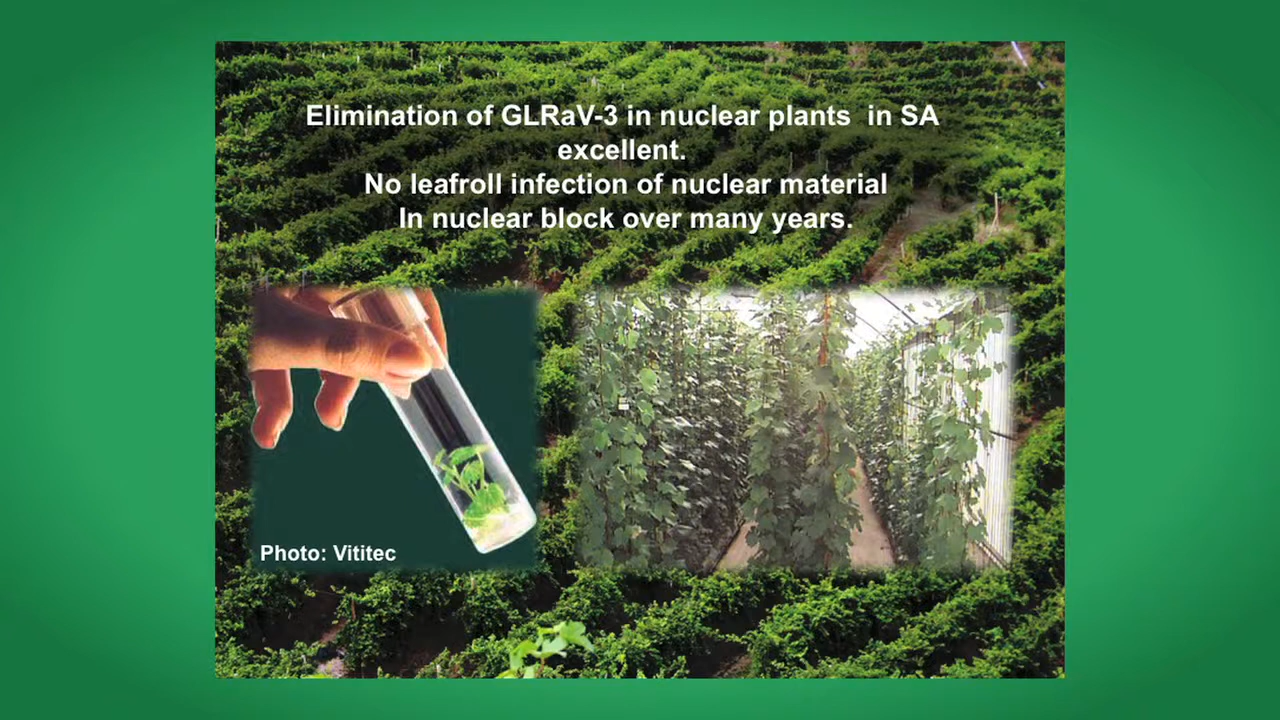 Elimination of GLRaV-3 in nuclear plants  in SA
excellent.
No leafroll infection of nuclear material
In nuclear block over many years.
Photo: Vititec